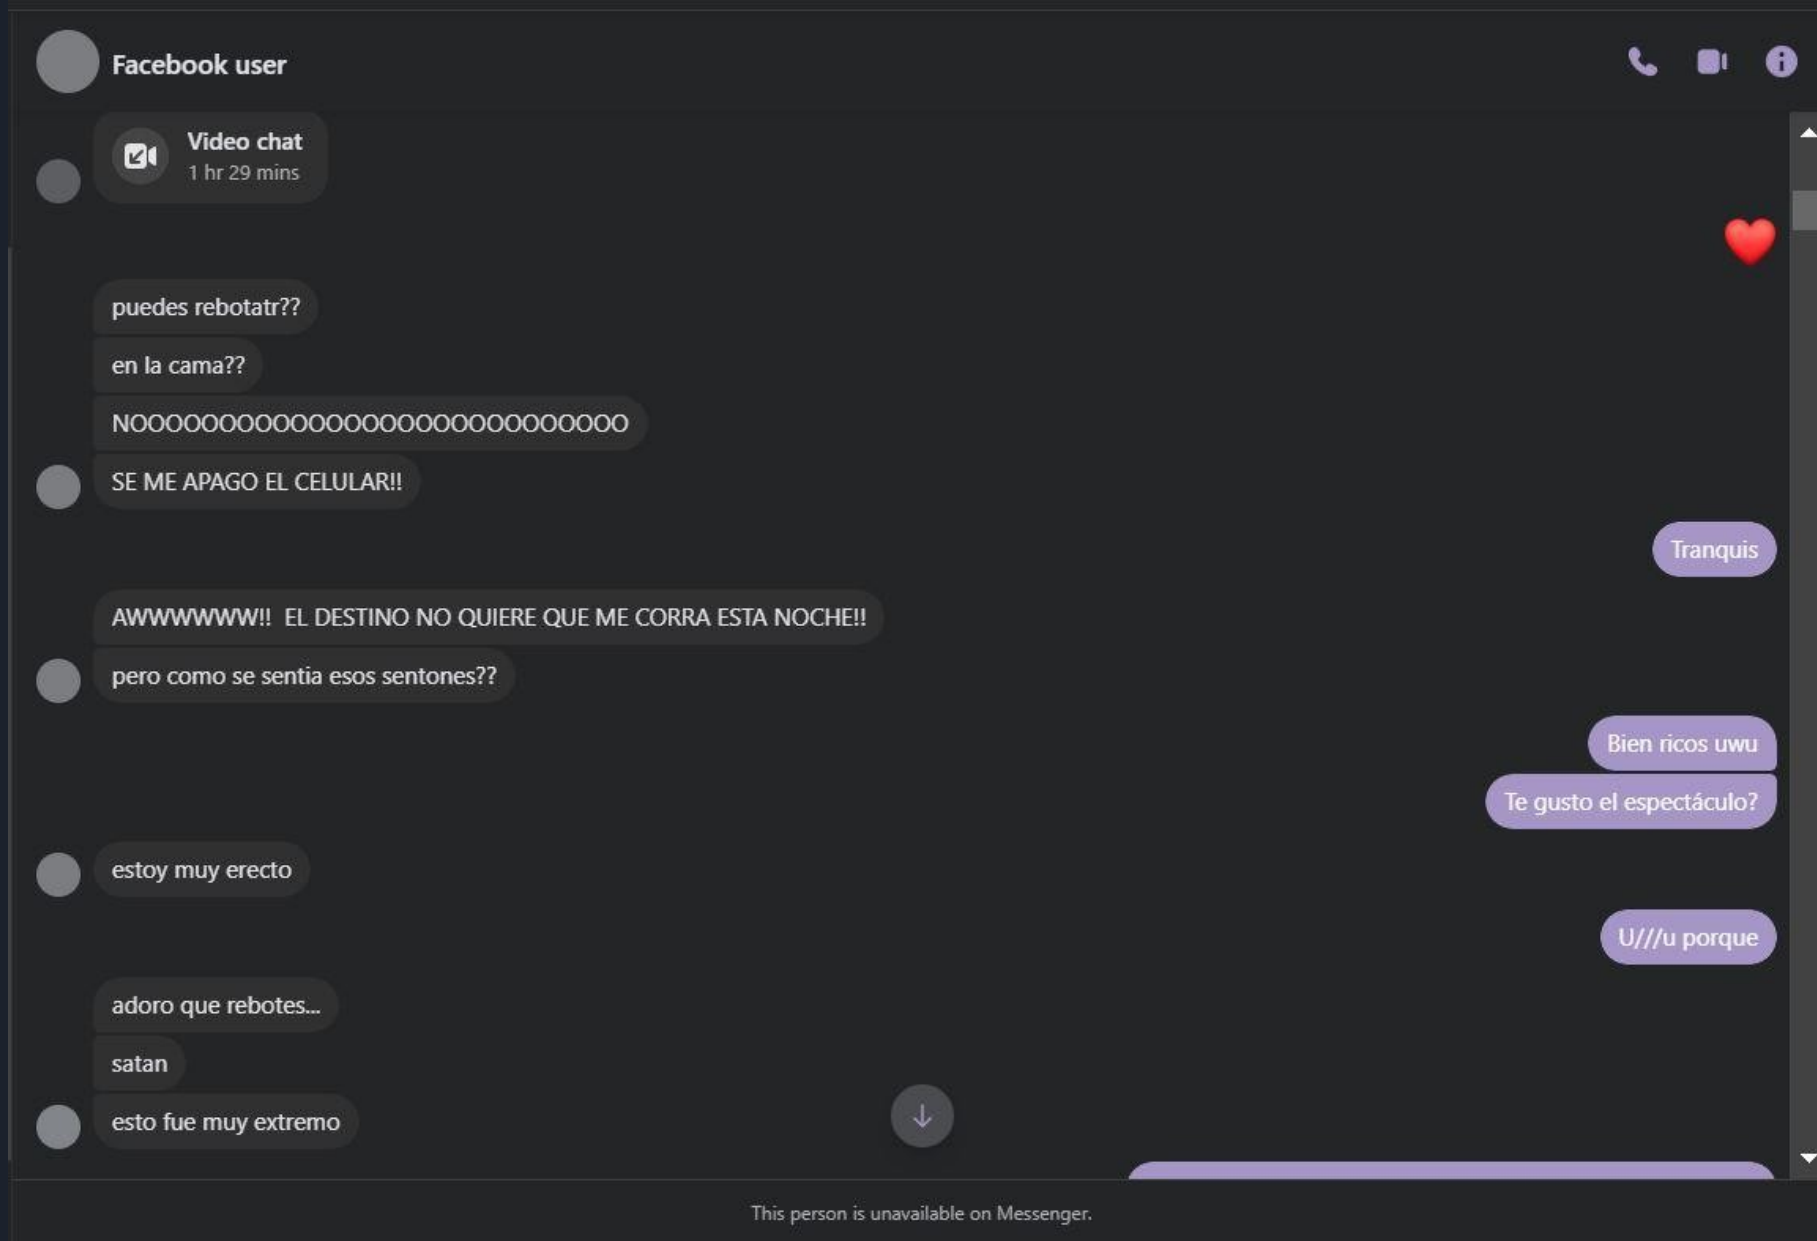 Facebook user
Video chat
1 hr 29 mins
puedes rebotatr??
en la cama??
NOOOOOOOOOOOOOOOOOOOOOOOOOOOO
SE ME APAGO EL CELULAR!!
Tranquis
AWWWWWW!! EL DESTINO NO QUIERE QUE ME CORRA ESTA NOCHE!!
pero como se sentia esos sentones??
Bien ricos uwu
Te gusto el espectáculo?
estoy muy erecto
U///u porque
adoro que rebotes...
satan
esto fue muy extremo
This person is unavailable on Messenger.